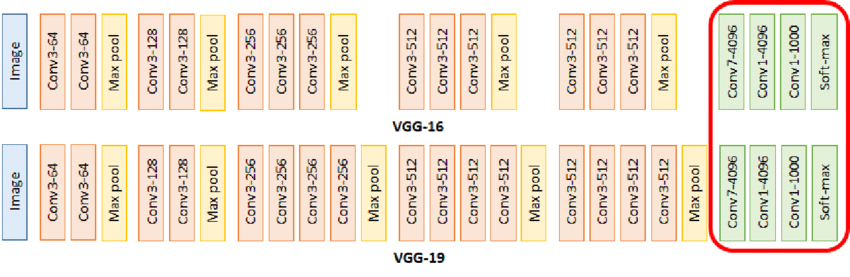 Image Conv3-64 Conv3-64 Max pool Conv3-128 Conv3-128 Max pool Conv3-256 Conv3-256 Conv3-256 Max pool Conv3-512 Conv3-512 Conv3-512 Max pool Conv3-512 Conv3-512 Conv3-512 Max pool Conv7-4096 Conv1-4096 Conv1-1000 Soft-max
VGG-16
Image Conv3-64 Conv3-64 Max pool Conv3-128 Conv3-128 Max pool Conv3-256 Conv3-256 Conv3-256 Conv3-256 Max pool Conv3-512 Conv3-512 Conv3-512 Conv3-512 Max pool Conv3-512 Conv3-512 Conv3-512 Conv3-512 Max pool Conv7-4096 Conv1-4096 Conv1-1000 Soft-max
VGG-19